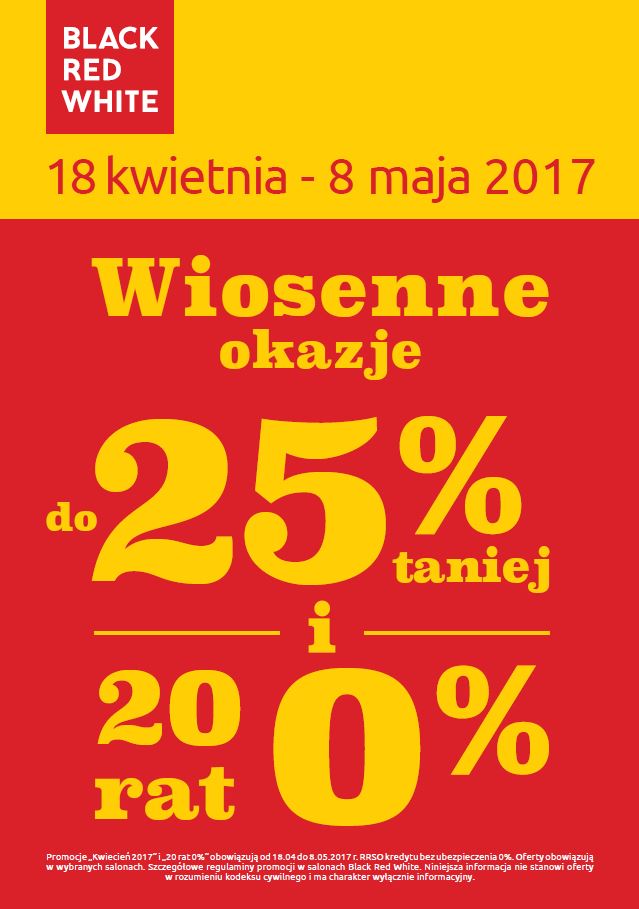 BLACK
RED
WHITE
18 kwietnia - 8 maja 2017
Wiosenne
okazje
do 25% taniej
i
20 rat 0%
Promocje „Kwiecień 2017” i „20 rat 0%” obowiązują od 18.04 do 8.05.2017 r. RRSO kredytu bez ubezpieczenia 0%. Oferty obowiązują
w wybranych salonach. Szczegółowe regulaminy promocji w salonach Black Red White. Niniejsza informacja nie stanowi oferty
w rozumieniu kodeksu cywilnego i ma charakter wyłącznie informacyjny.